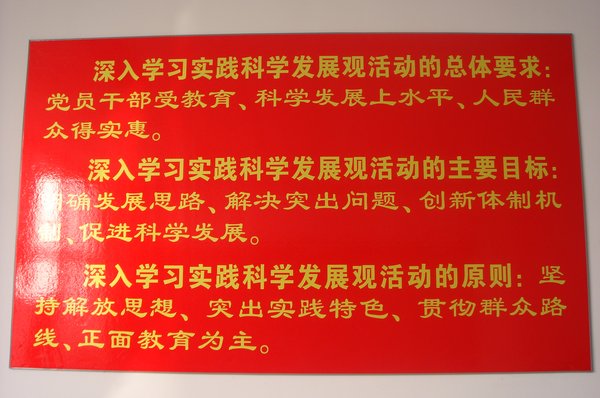 深入学习实践科学发展观活动的总体要求:
党员干部受教育、科学发展上水平、人民群
众得实惠。
深入学习实践科学发展观活动的主要目标:
明确发展思路、解决突出问题、创新体制机
制、促进科学发展。
深入学习实践科学发展观活动的原则:坚
持解放思想、突出实践特色、贯彻群众路
线、正面教育为主。